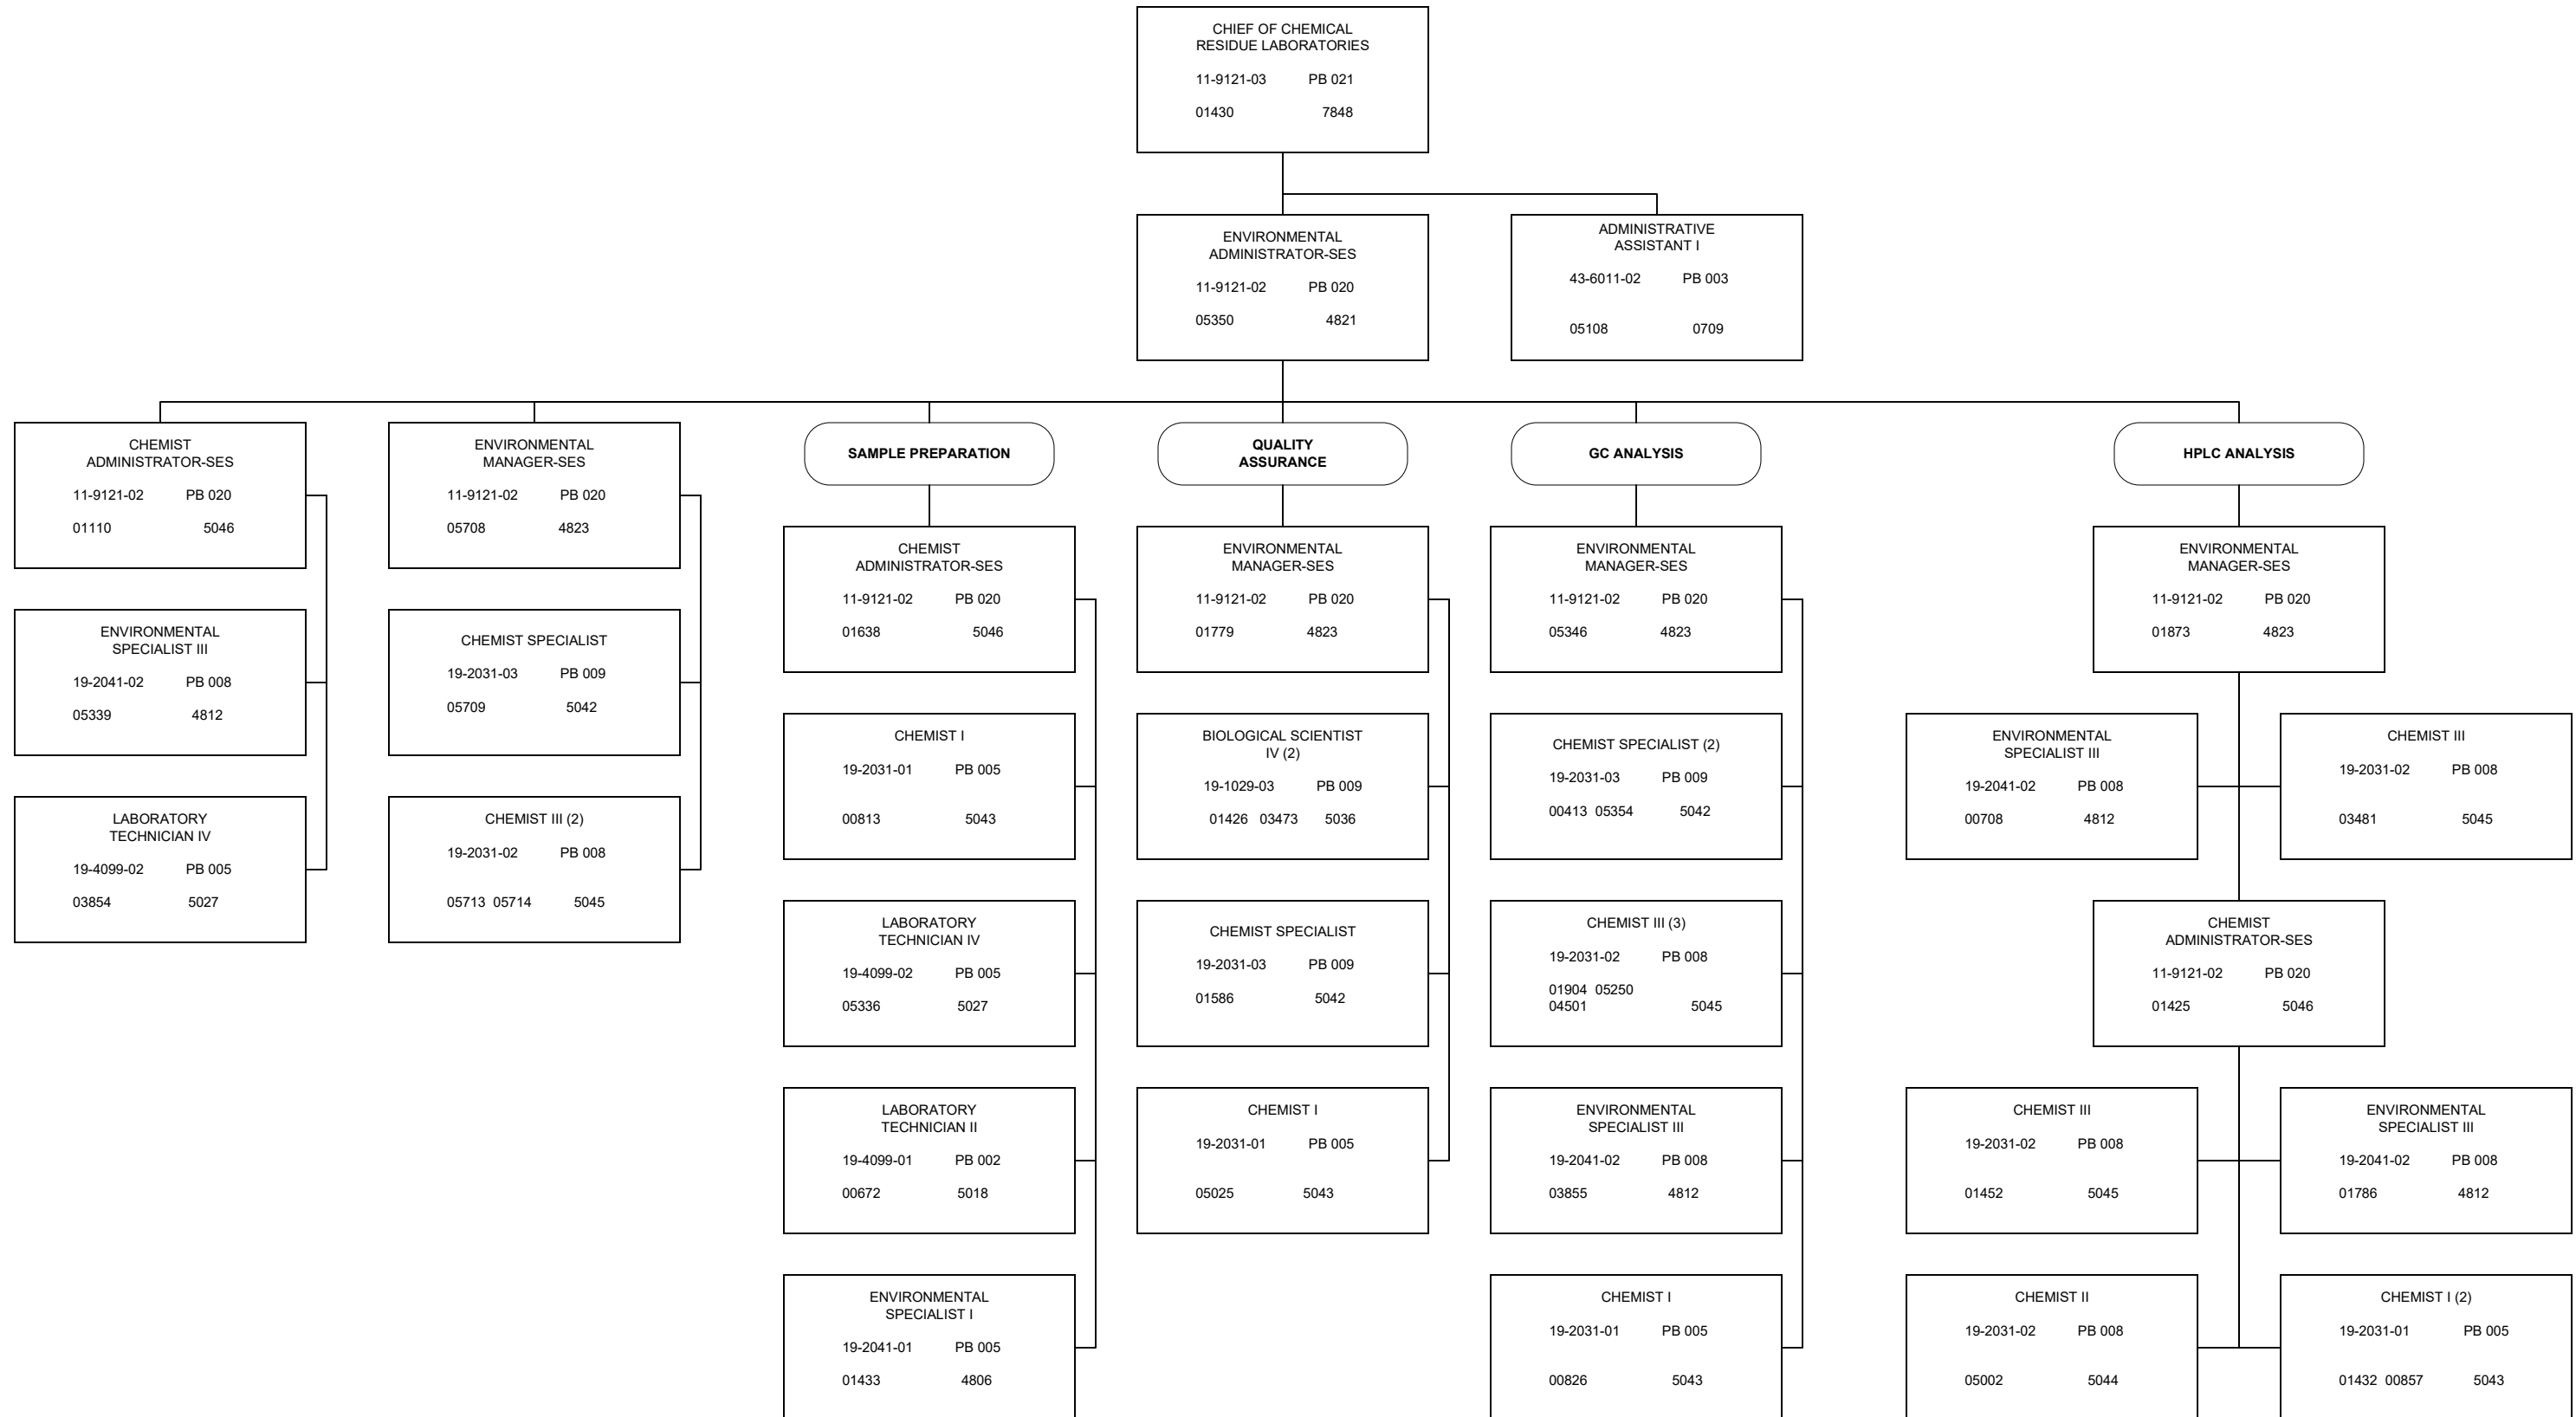 CHIEF OF CHEMICAL
RESIDUE LABORATORIES
11-9121-03 PB 021
01430 7848
ENVIRONMENTAL
ADMINISTRATOR-SES
11-9121-02 PB 020
05350 4821
ADMINISTRATIVE
ASSISTANT I
43-6011-02 PB 003
05108 0709
CHEMIST
ADMINISTRATOR-SES
11-9121-02 PB 020
01110 5046
ENVIRONMENTAL
SPECIALIST III
19-2041-02 PB 008
05339 4812
LABORATORY
TECHNICIAN IV
19-4099-02 PB 005
03854 5027
ENVIRONMENTAL
MANAGER-SES
11-9121-02 PB 020
05708 4823
CHEMIST SPECIALIST
19-2031-03 PB 009
05709 5042
CHEMIST III (2)
19-2031-02 PB 008
05713 05714 5045
SAMPLE PREPARATION
CHEMIST
ADMINISTRATOR-SES
11-9121-02 PB 020
01638 5046
CHEMIST I
19-2031-01 PB 005
00813 5043
LABORATORY
TECHNICIAN IV
19-4099-02 PB 005
05336 5027
LABORATORY
TECHNICIAN II
19-4099-01 PB 002
00672 5018
ENVIRONMENTAL
SPECIALIST I
19-2041-01 PB 005
01433 4806
QUALITY
ASSURANCE
ENVIRONMENTAL
MANAGER-SES
11-9121-02 PB 020
01779 4823
BIOLOGICAL SCIENTIST
IV (2)
19-1029-03 PB 009
01426 03473 5036
CHEMIST SPECIALIST
19-2031-03 PB 009
01586 5042
CHEMIST I
19-2031-01 PB 005
05025 5043
GC ANALYSIS
ENVIRONMENTAL
MANAGER-SES
11-9121-02 PB 020
05346 4823
CHEMIST SPECIALIST (2)
19-2031-03 PB 009
00413 05354 5042
CHEMIST III (3)
19-2031-02 PB 008
01904 05250
04501 5045
ENVIRONMENTAL
SPECIALIST III
19-2041-02 PB 008
03855 4812
CHEMIST I
19-2031-01 PB 005
00826 5043
HPLC ANALYSIS
ENVIRONMENTAL
MANAGER-SES
11-9121-02 PB 020
01873 4823
ENVIRONMENTAL
SPECIALIST III
19-2041-02 PB 008
00708 4812
CHEMIST III
19-2031-02 PB 008
03481 5045
CHEMIST
ADMINISTRATOR-SES
11-9121-02 PB 020
01425 5046
CHEMIST III
19-2031-02 PB 008
01452 5045
ENVIRONMENTAL
SPECIALIST III
19-2041-02 PB 008
01786 4812
CHEMIST II
19-2031-02 PB 008
05002 5044
CHEMIST I (2)
19-2031-01 PB 005
01432 00857 5043